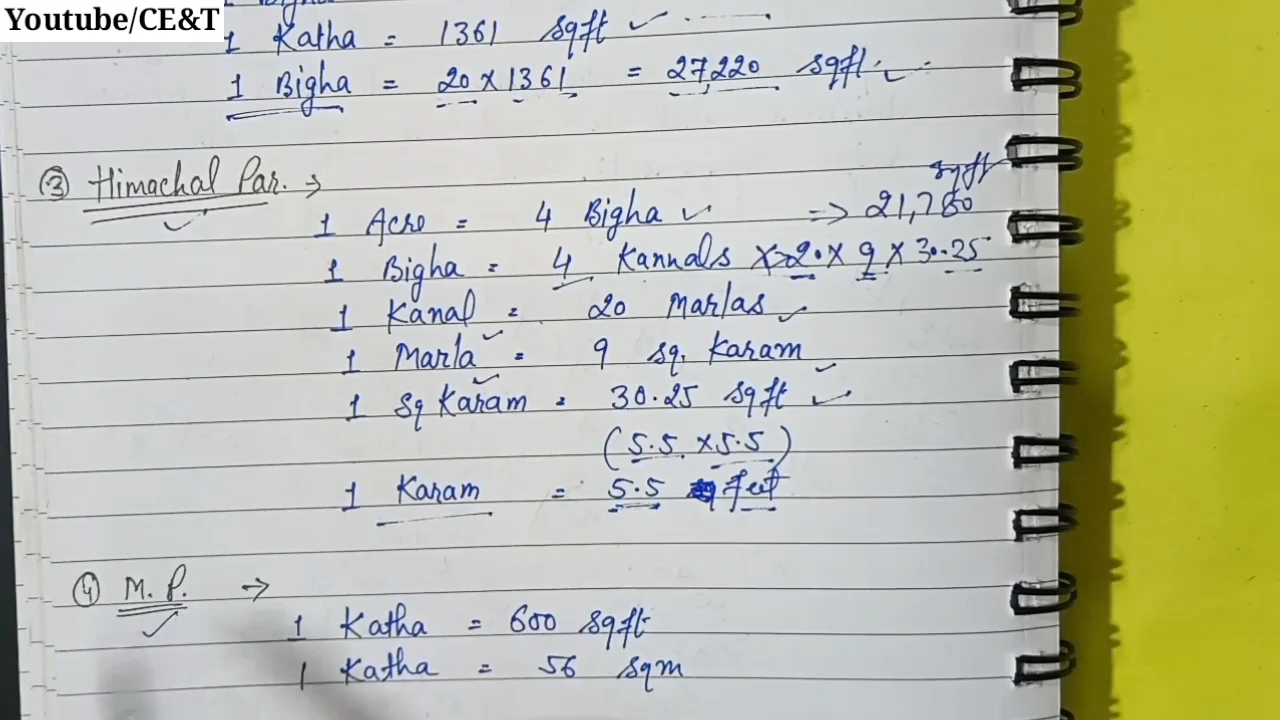 Youtube/CE&T
1 Katha = 1361 sqft
1 Bigha = 20 x 1361 = 27,220 sqft
③ Himachal Par. →
1 Acre = 4 Bigha => 21,780 sqft
1 Bigha = 4 Kannals x 20 x 9 x 30.25
1 Kanal = 20 Marlas
1 Marla = 9 sq. Karam
1 Sq Karam = 30.25 sqft
(5.5 x 5.5)
1 Karam = 5.5 feet
④ M.P. →
1 Katha = 600 sqft
1 Katha = 56 sqm